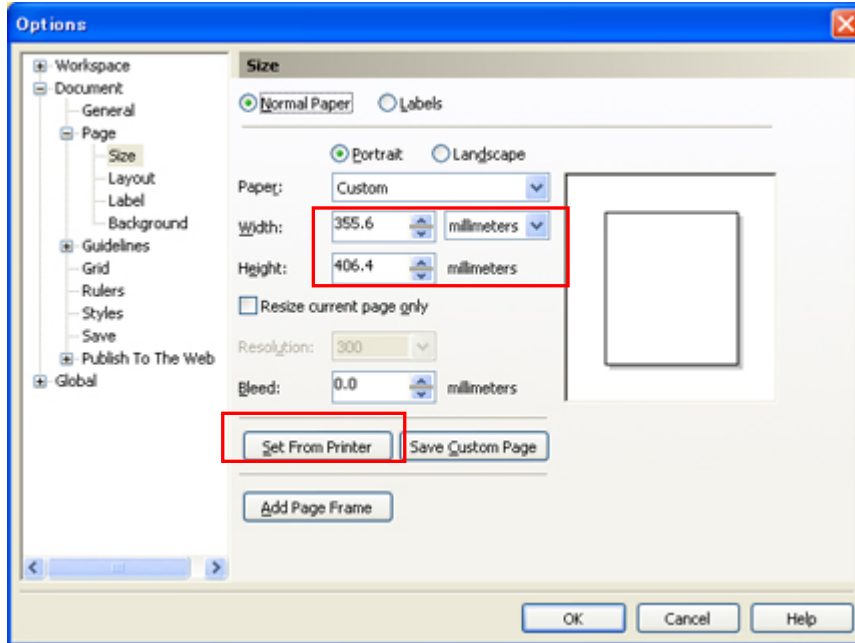 Options
Workspace
Document
General
Page
Size
Layout
Label
Background
Guidelines
Grid
Rulers
Styles
Save
Publish To The Web
Global
Size
Normal Paper Labels
Portrait Landscape
Paper: Custom
Width: 355.6 millimeters
Height: 406.4 millimeters
Resize current page only
Resolution: 300
Bleed: 0.0 millimeters
Set From Printer Save Custom Page
Add Page Frame
OK Cancel Help